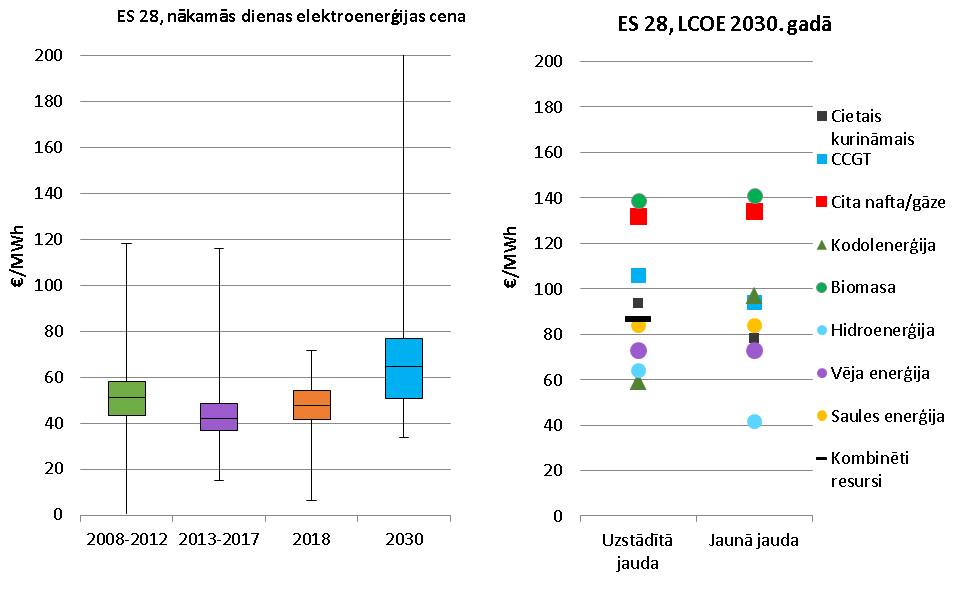 ES 28, nākamās dienas elektroenerģijas cena
€/MWh
200
180
160
140
120
100
80
60
40
20
0
2008-2012
2013-2017
2018
2030
ES 28, LCOE 2030. gadā
€/MWh
200
180
160
140
120
100
80
60
40
20
0
Uzstādītā
jauda
Jaunā jauda
Cietais
kurināmais
CCGT
Cita nafta/gāze
Kodolenerģija
Biomasa
Hidroenerģija
Vēja enerģija
Saules enerģija
Kombinēti
resursi